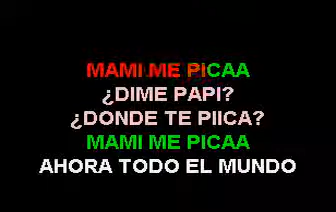 MAMI ME PICAA
¿DIME PAPI?
¿DONDE TE PIICA?
MAMI ME PICAA
AHORA TODO EL MUNDO